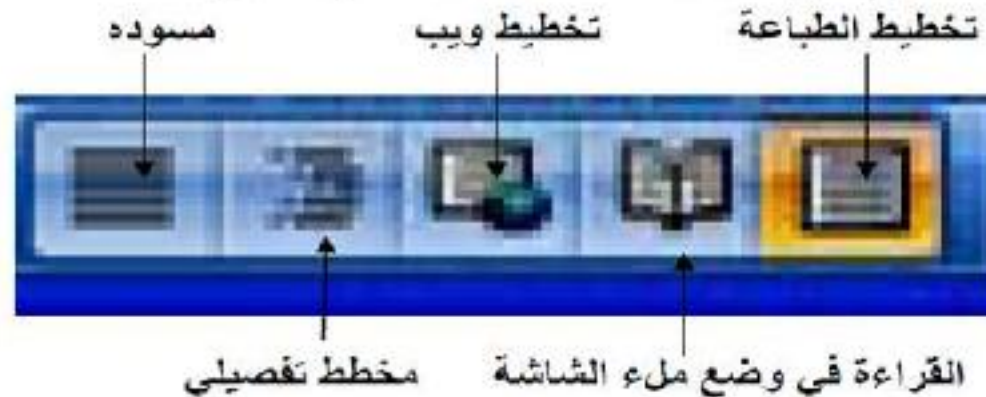 تخطيط الطباعة تخطيط ويب مسوده
القراءة في وضع ملء الشاشة مخطط تفصيلي